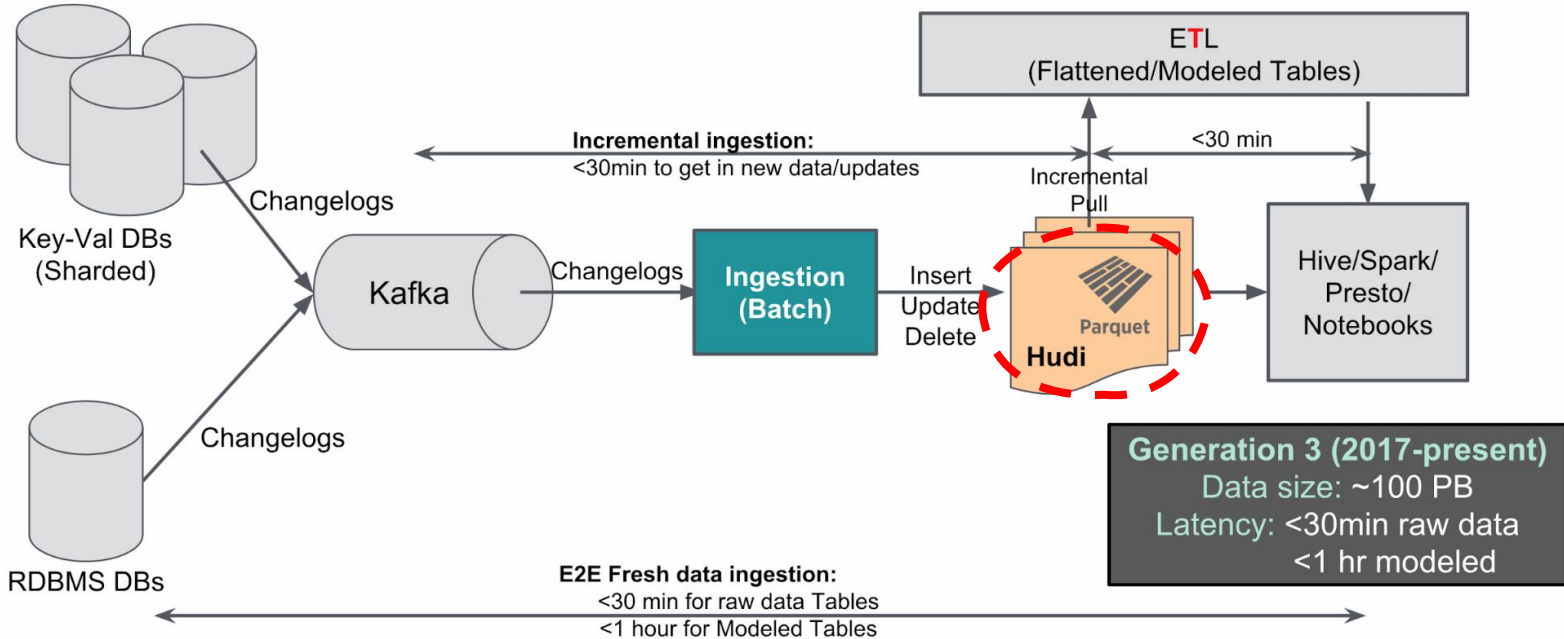 ETL
(Flattened/Modeled Tables)
Key-Val DBs
(Sharded)
Changelogs
Incremental ingestion:
<30min to get in new data/updates
<30 min
Incremental
Pull
Kafka
Changelogs
Ingestion
(Batch)
Insert
Update
Delete
Parquet
Hudi
Hive/Spark/
Presto/
Notebooks
Changelogs
RDBMS DBs
Generation 3 (2017-present)
Data size: ~100 PB
Latency: <30min raw data
<1 hr modeled
E2E Fresh data ingestion:
<30 min for raw data Tables
<1 hour for Modeled Tables